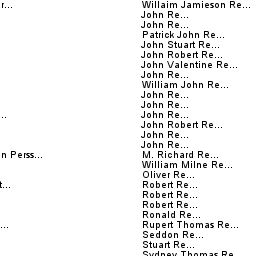 r... Willaim Jamieson Re...
John Re...
John Re...
Patrick John Re...
John Stuart Re...
John Robert Re...
John Valentine Re...
John Re...
William John Re...
John Re...
John Re...
... John Re...
John Robert Re...
John Re...
John Re...
n Perss... M. Richard Re...
William Milne Re...
Oliver Re...
t... Robert Re...
Robert Re...
Robert Re...
Ronald Re...
... Rupert Thomas Re...
Seddon Re...
Stuart Re...
Sydney Thomas Re